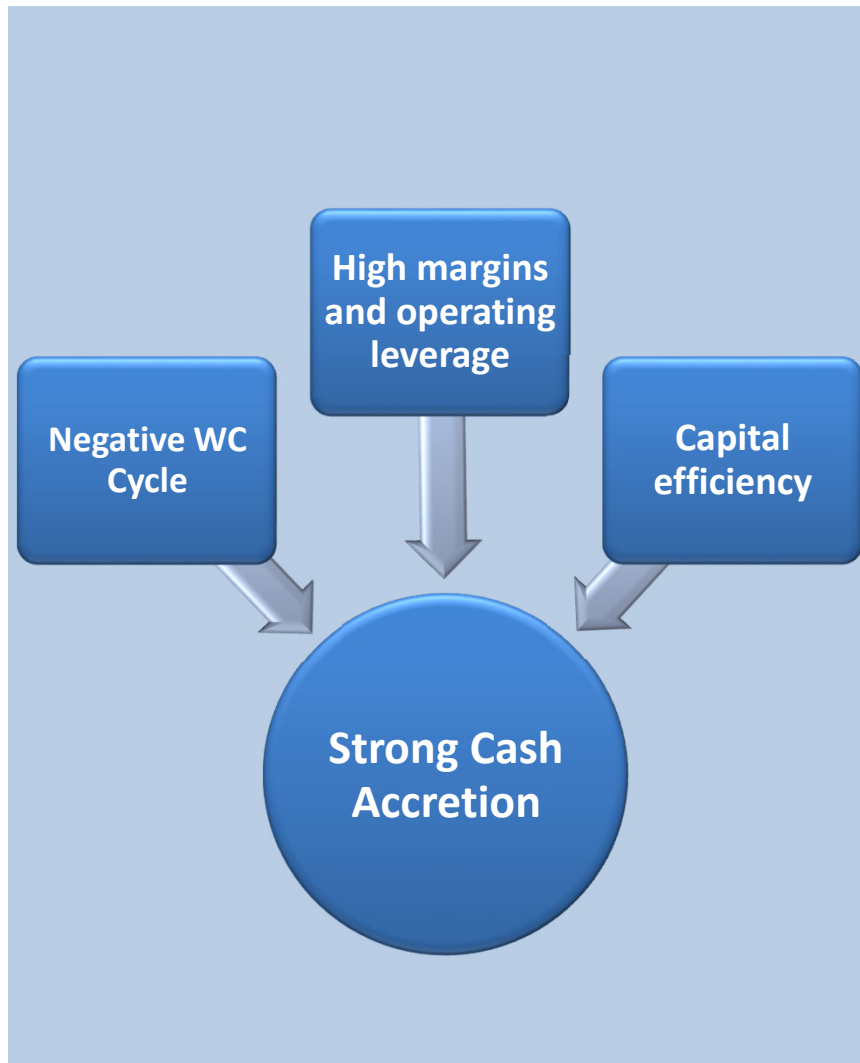 High margins
and operating
leverage
Negative WC
Cycle
Capital
efficiency
Strong Cash
Accretion